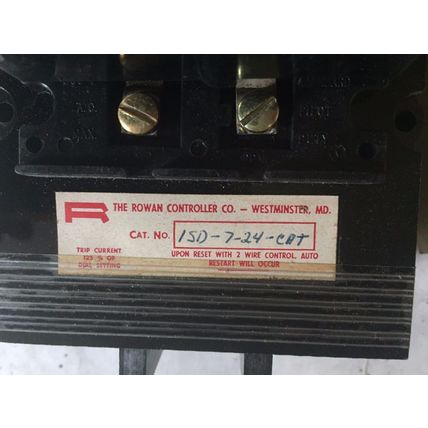 A.C.
MAX.
R THE ROWAN CONTROLLER CO. — WESTMINSTER, MD.
CAT. NO. 15D-7-24-CAT
TRIP CURRENT
125 % OF
DIAL SETTING
UPON RESET WITH 2 WIRE CONTROL, AUTO
RESTART WILL OCCUR